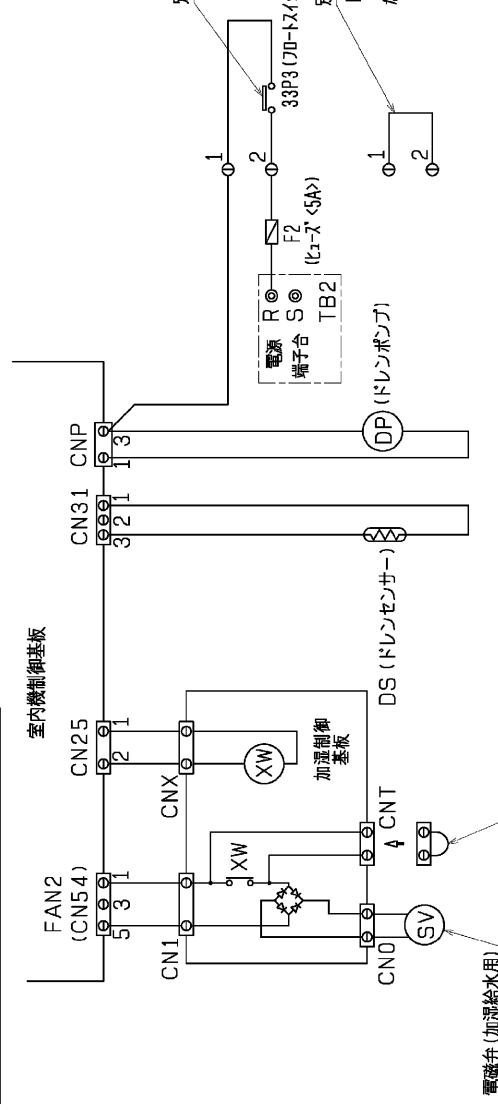 室内機制御基板
FAN2
(CN54)
5 3 1
CN25
2 1
CN31
3 2 1
CNP
1 3
CN1
CNX
XW
XW
加湿制御
基板
CNO
CNT
SV
電磁弁(加湿給水用)
DS (ドレンセンサー)
DP
(ドレンポンプ)
電源
端子台
R
S
TB2
F2
(ヒューズ<5A>)
1
2
33P3 (フロートスイッ
1
2